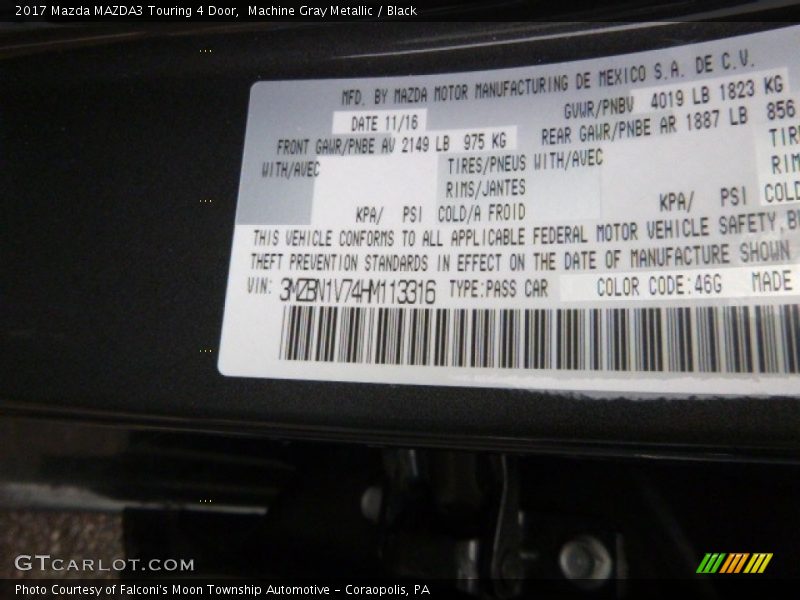 2017 Mazda MAZDA3 Touring 4 Door,  Machine Gray Metallic / Black
MFD. BY MAZDA MOTOR MANUFACTURING DE MEXICO S.A. DE C.V.
DATE 11/16 GVWR/PNBV 4019 LB 1823 KG
FRONT GAWR/PNBE AV 2149 LB 975 KG REAR GAWR/PNBE AR 1887 LB 856
WITH/AVEC TIRES/PNEUS WITH/AVEC TIR
RIMS/JANTES RIM
KPA/ PSI COLD/A FROID KPA/ PSI COLD
THIS VEHICLE CONFORMS TO ALL APPLICABLE FEDERAL MOTOR VEHICLE SAFETY
THEFT PREVENTION STANDARDS IN EFFECT ON THE DATE OF MANUFACTURE SHOWN
VIN: 3MZBN1V74HM113316 TYPE:PASS CAR COLOR CODE:46G MADE
GTCARLOT.COM
Photo Courtesy of Falconi's Moon Township Automotive - Coraopolis, PA